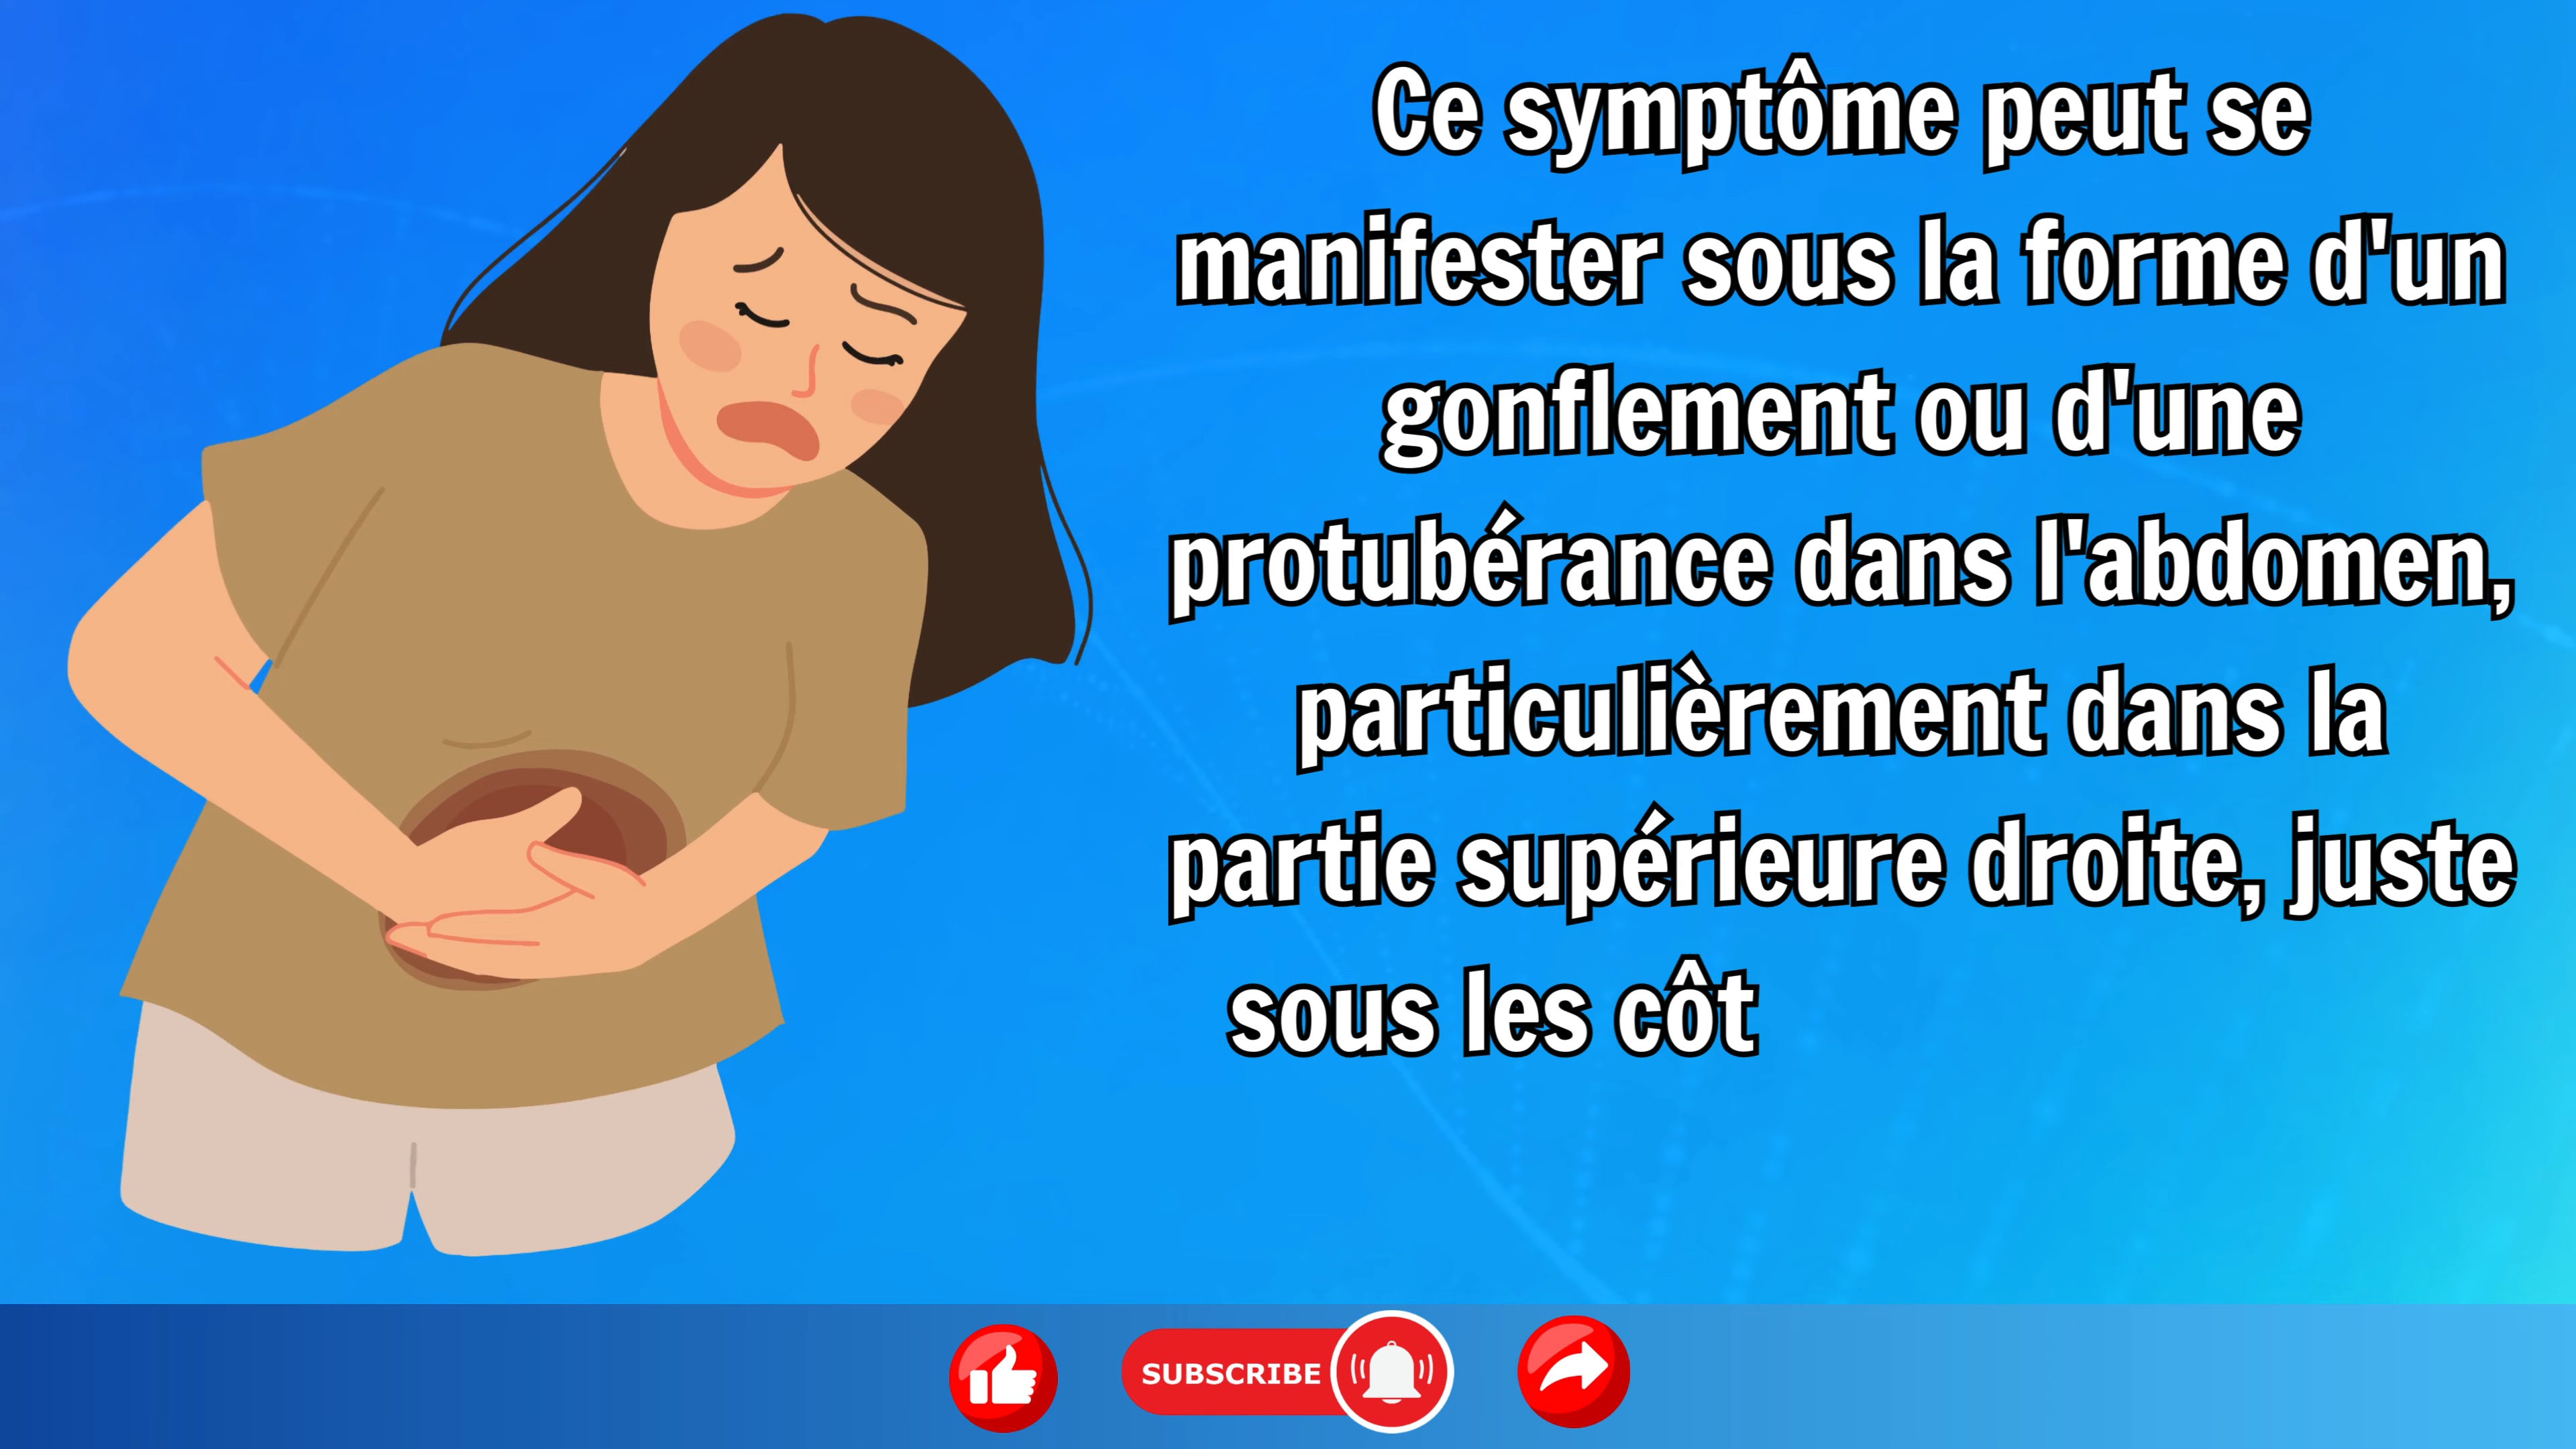 Ce symptôme peut se
manifester sous la forme d'un
gonflement ou d'une
protubérance dans l'abdomen,
particulièrement dans la
partie supérieure droite, juste
sous les côt
SUBSCRIBE